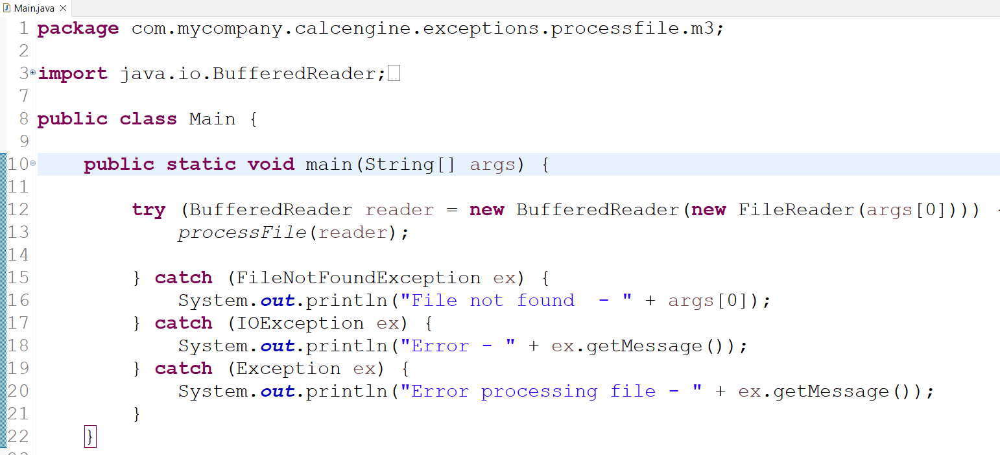 Main.java
1 package com.mycompany.calcengine.exceptions.processfile.m3;
2
3 import java.io.BufferedReader;
7
8 public class Main {
9
10 public static void main(String[] args) {
11
12 try (BufferedReader reader = new BufferedReader(new FileReader(args[0])))
13 processFile(reader);
14
15 } catch (FileNotFoundException ex) {
16 System.out.println("File not found  - " + args[0]);
17 } catch (IOException ex) {
18 System.out.println("Error - " + ex.getMessage());
19 } catch (Exception ex) {
20 System.out.println("Error processing file - " + ex.getMessage());
21 }
22 }